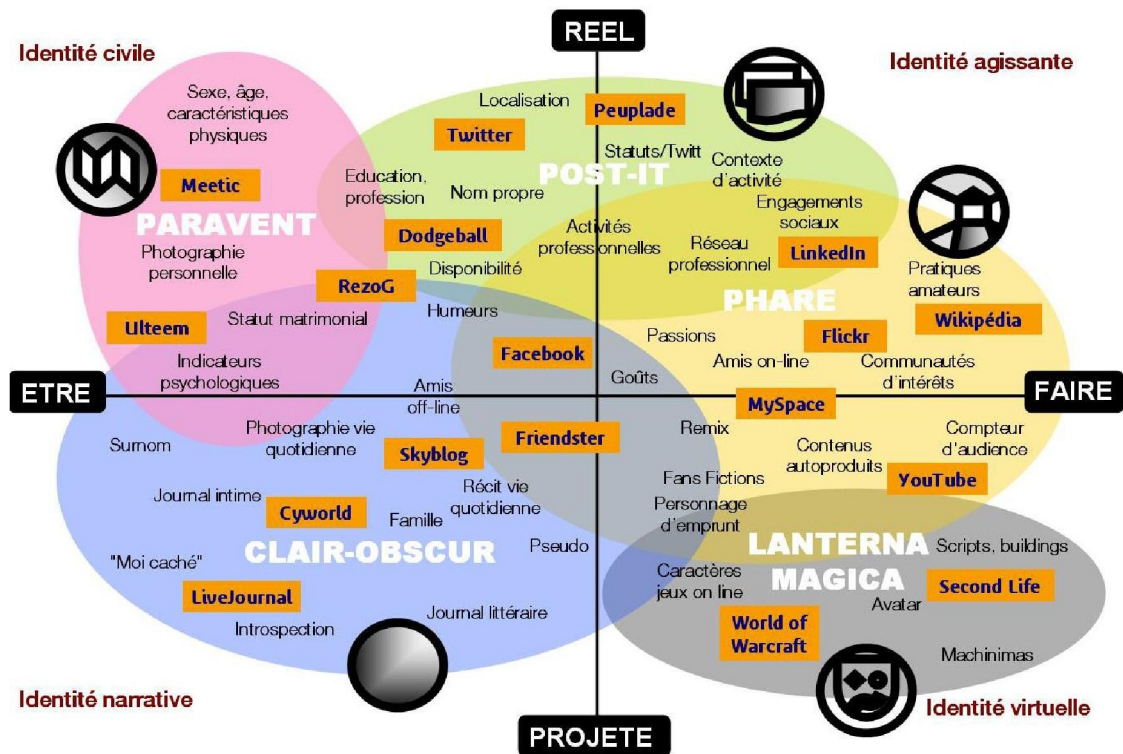 REEL
Identité civile
Identité agissante
Sexe, âge,
caractéristiques
physiques
Localisation
Peuplade
Twitter
Statuts/Twitt
Contexte
d'activité
POST-IT
Meetic
Education,
profession
Nom propre
Engagements
sociaux
PARAVENT
Dodgeball
Activités
professionnelles
Réseau
professionnel
LinkedIn
Photographie
personnelle
Disponibilité
Pratiques
amateurs
RezoG
PHARE
Humeurs
Ulteem
Statut matrimonial
Passions
Flickr
Wikipédia
Indicateurs
psychologiques
Facebook
Amis on-line
Communautés
d'intérêts
Goûts
ETRE
Amis
off-line
MySpace
FAIRE
Surnom
Photographie vie
quotidienne
Skyblog
Friendster
Remix
Contenus
autoproduits
Compteur
d'audience
Journal intime
Récit vie
quotidienne
Fans Fictions
YouTube
Cyworld
Famille
Personnage
d'emprunt
CLAIR-OBSCUR
Pseudo
LANTERNA
MAGICA
Scripts, buildings
"Moi caché"
Caractères
jeux on line
Second Life
LiveJournal
Journal littéraire
Avatar
Introspection
World of
Warcraft
Machinimas
Identité narrative
Identité virtuelle
PROJETE